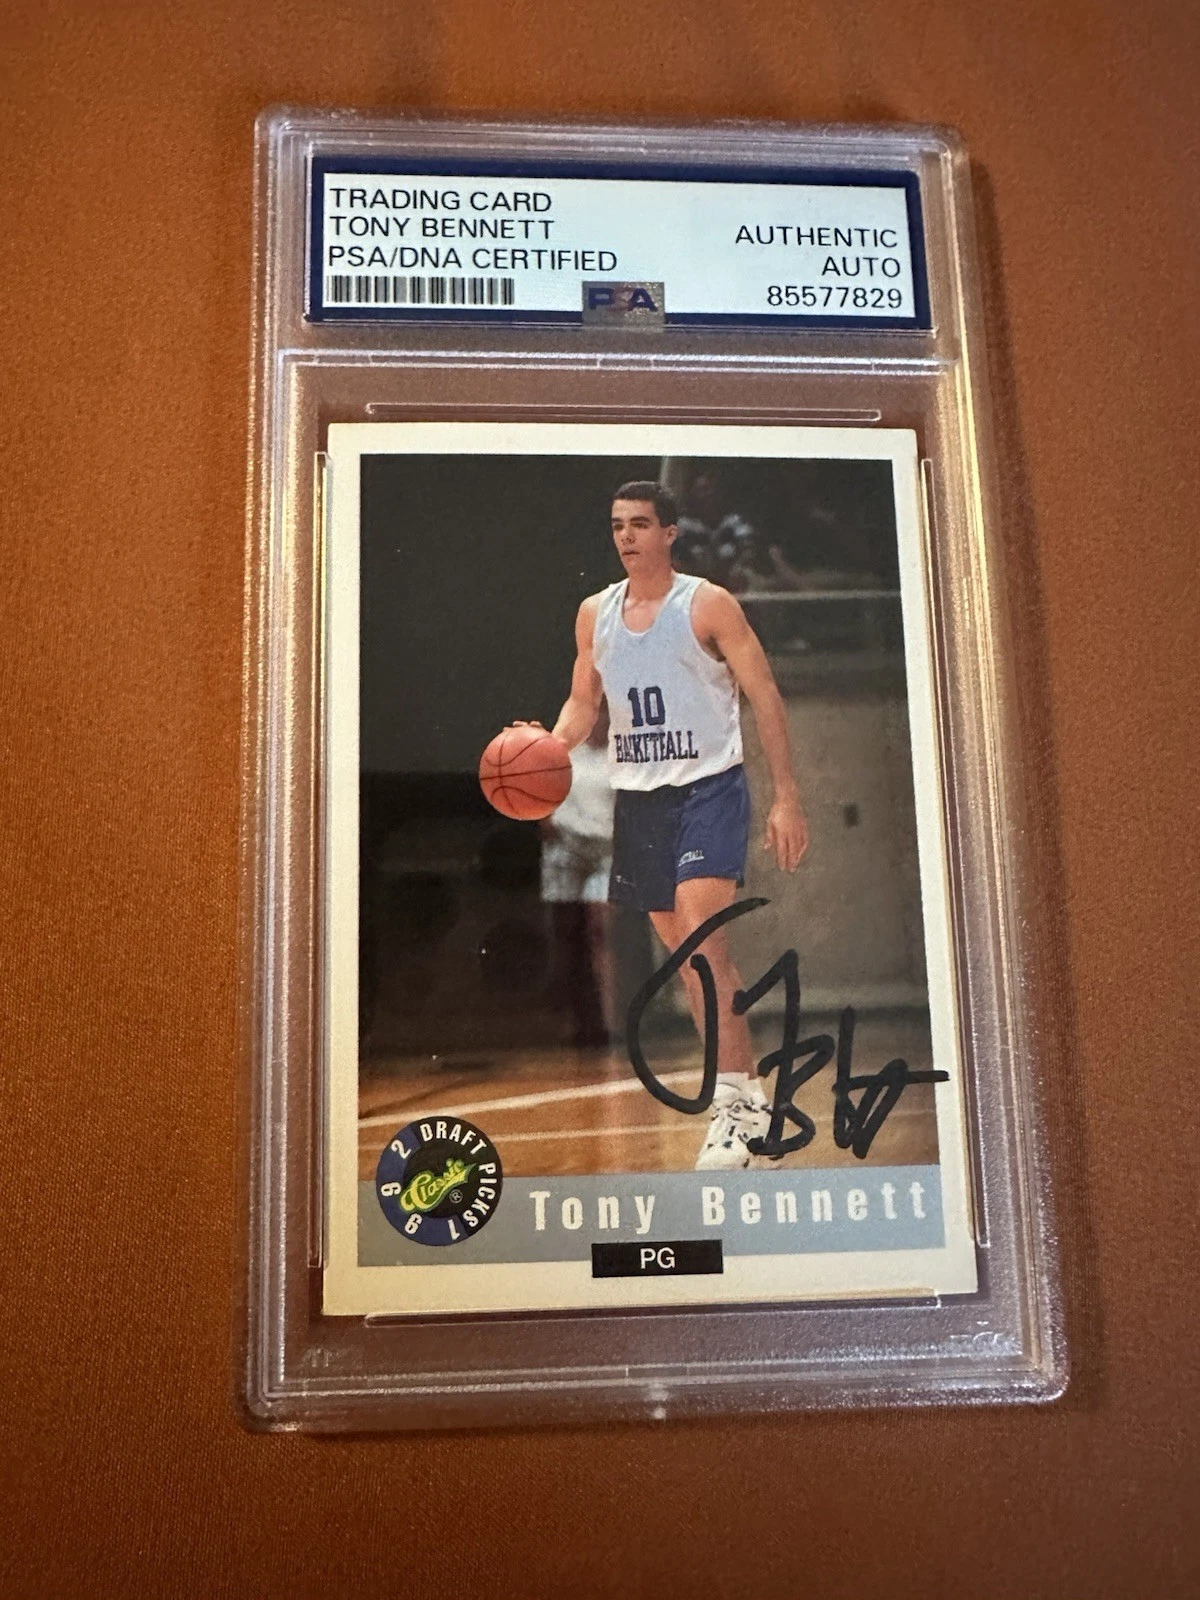 TRADING CARD
TONY BENNETT
PSA/DNA CERTIFIED
AUTHENTIC
AUTO
85577829
PSA
10
BASKETBALL
1992 DRAFT PICKS
Classic ®
Tony Bennett
PG